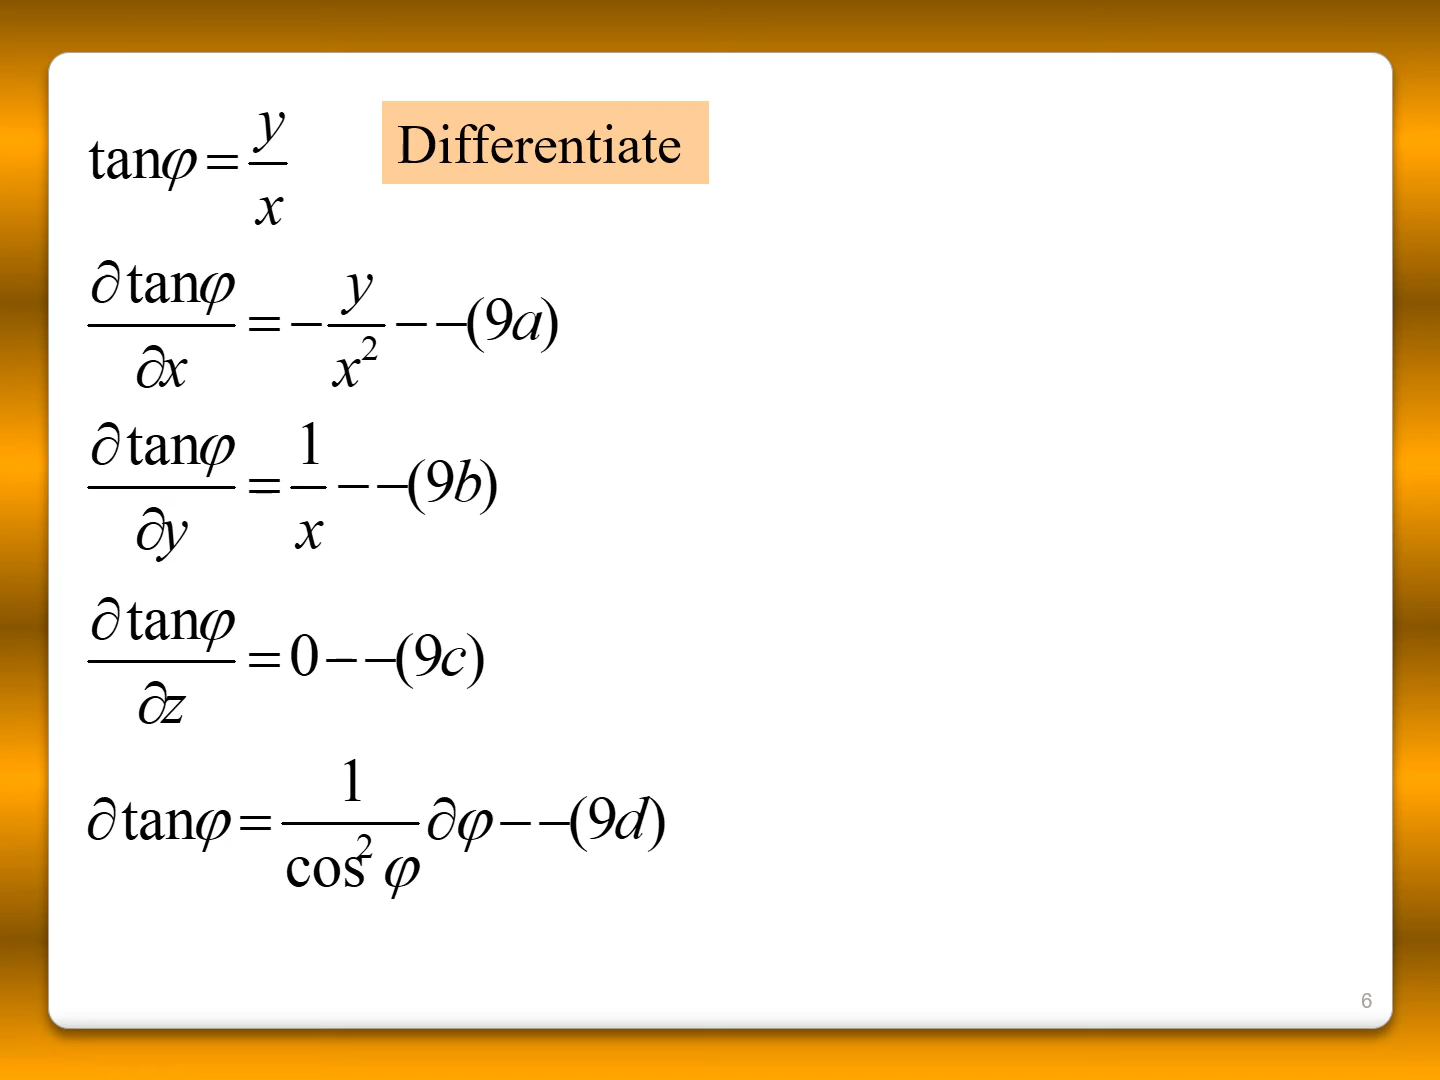 tanφ = y/x
Differentiate
∂tanφ/∂x = −y/x² −−(9a)
∂tanφ/∂y = 1/x −−(9b)
∂tanφ/∂z = 0 −−(9c)
∂tanφ = 1/cos²φ ∂φ −−(9d)
6